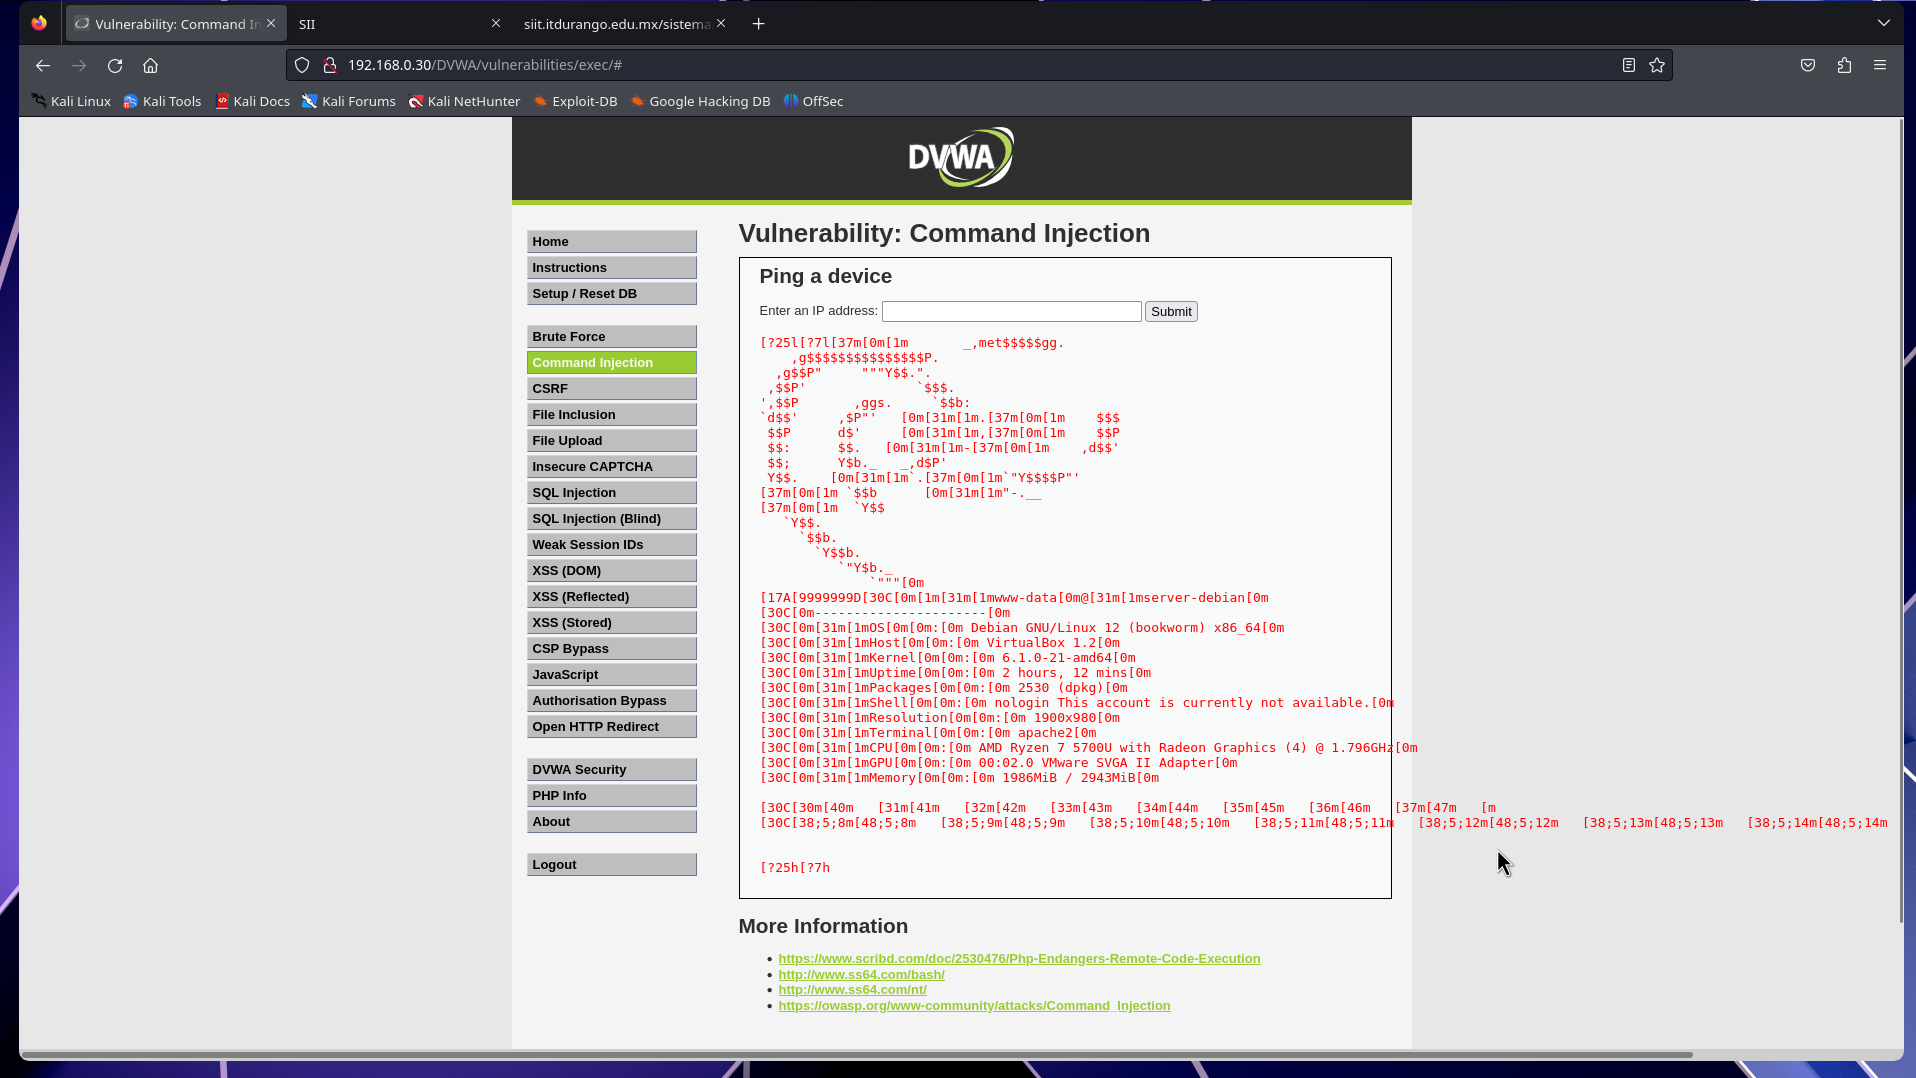 Vulnerability: Command In
SII
siit.itdurango.edu.mx/sistema
192.168.0.30/DVWA/vulnerabilities/exec/#
Kali Linux Kali Tools Kali Docs Kali Forums Kali NetHunter Exploit-DB Google Hacking DB OffSec
DVWA
Home
Instructions
Setup / Reset DB
Brute Force
Command Injection
CSRF
File Inclusion
File Upload
Insecure CAPTCHA
SQL Injection
SQL Injection (Blind)
Weak Session IDs
XSS (DOM)
XSS (Reflected)
XSS (Stored)
CSP Bypass
JavaScript
Authorisation Bypass
Open HTTP Redirect
DVWA Security
PHP Info
About
Logout
Vulnerability: Command Injection
Ping a device
Enter an IP address: Submit
[?25l[?7l[37m[0m[1m       _,met$$$$$gg.
    ,g$$$$$$$$$$$$$$$P.
  ,g$$P"     """Y$$.".
 ,$$P'              `$$$.
',$$P       ,ggs.     `$$b:
`d$$'     ,$P"'   [0m[31m[1m.[37m[0m[1m    $$$
 $$P      d$'     [0m[31m[1m,[37m[0m[1m    $$P
 $$:      $$.   [0m[31m[1m-[37m[0m[1m    ,d$$'
 $$;      Y$b._   _,d$P'
 Y$$.    [0m[31m[1m`.[37m[0m[1m`"Y$$$$P"'
[37m[0m[1m `$$b      [0m[31m[1m"-.__
[37m[0m[1m  `Y$$
   `Y$$.
     `$$b.
       `Y$$b.
          `"Y$b._
              `"""[0m
[17A[9999999D[30C[0m[1m[31m[1mwww-data[0m@[31m[1mserver-debian[0m
[30C[0m----------------------[0m
[30C[0m[31m[1mOS[0m[0m:[0m Debian GNU/Linux 12 (bookworm) x86_64[0m
[30C[0m[31m[1mHost[0m[0m:[0m VirtualBox 1.2[0m
[30C[0m[31m[1mKernel[0m[0m:[0m 6.1.0-21-amd64[0m
[30C[0m[31m[1mUptime[0m[0m:[0m 2 hours, 12 mins[0m
[30C[0m[31m[1mPackages[0m[0m:[0m 2530 (dpkg)[0m
[30C[0m[31m[1mShell[0m[0m:[0m nologin This account is currently not available.[0m
[30C[0m[31m[1mResolution[0m[0m:[0m 1900x980[0m
[30C[0m[31m[1mTerminal[0m[0m:[0m apache2[0m
[30C[0m[31m[1mCPU[0m[0m:[0m AMD Ryzen 7 5700U with Radeon Graphics (4) @ 1.796GHz[0m
[30C[0m[31m[1mGPU[0m[0m:[0m 00:02.0 VMware SVGA II Adapter[0m
[30C[0m[31m[1mMemory[0m[0m:[0m 1986MiB / 2943MiB[0m
[30C[30m[40m   [31m[41m   [32m[42m   [33m[43m   [34m[44m   [35m[45m   [36m[46m   [37m[47m   [m
[30C[38;5;8m[48;5;8m   [38;5;9m[48;5;9m   [38;5;10m[48;5;10m   [38;5;11m[48;5;11m   [38;5;12m[48;5;12m   [38;5;13m[48;5;13m   [38;5;14m[48;5;14m
[?25h[?7h
More Information
https://www.scribd.com/doc/2530476/Php-Endangers-Remote-Code-Execution
http://www.ss64.com/bash/
http://www.ss64.com/nt/
https://owasp.org/www-community/attacks/Command_Injection